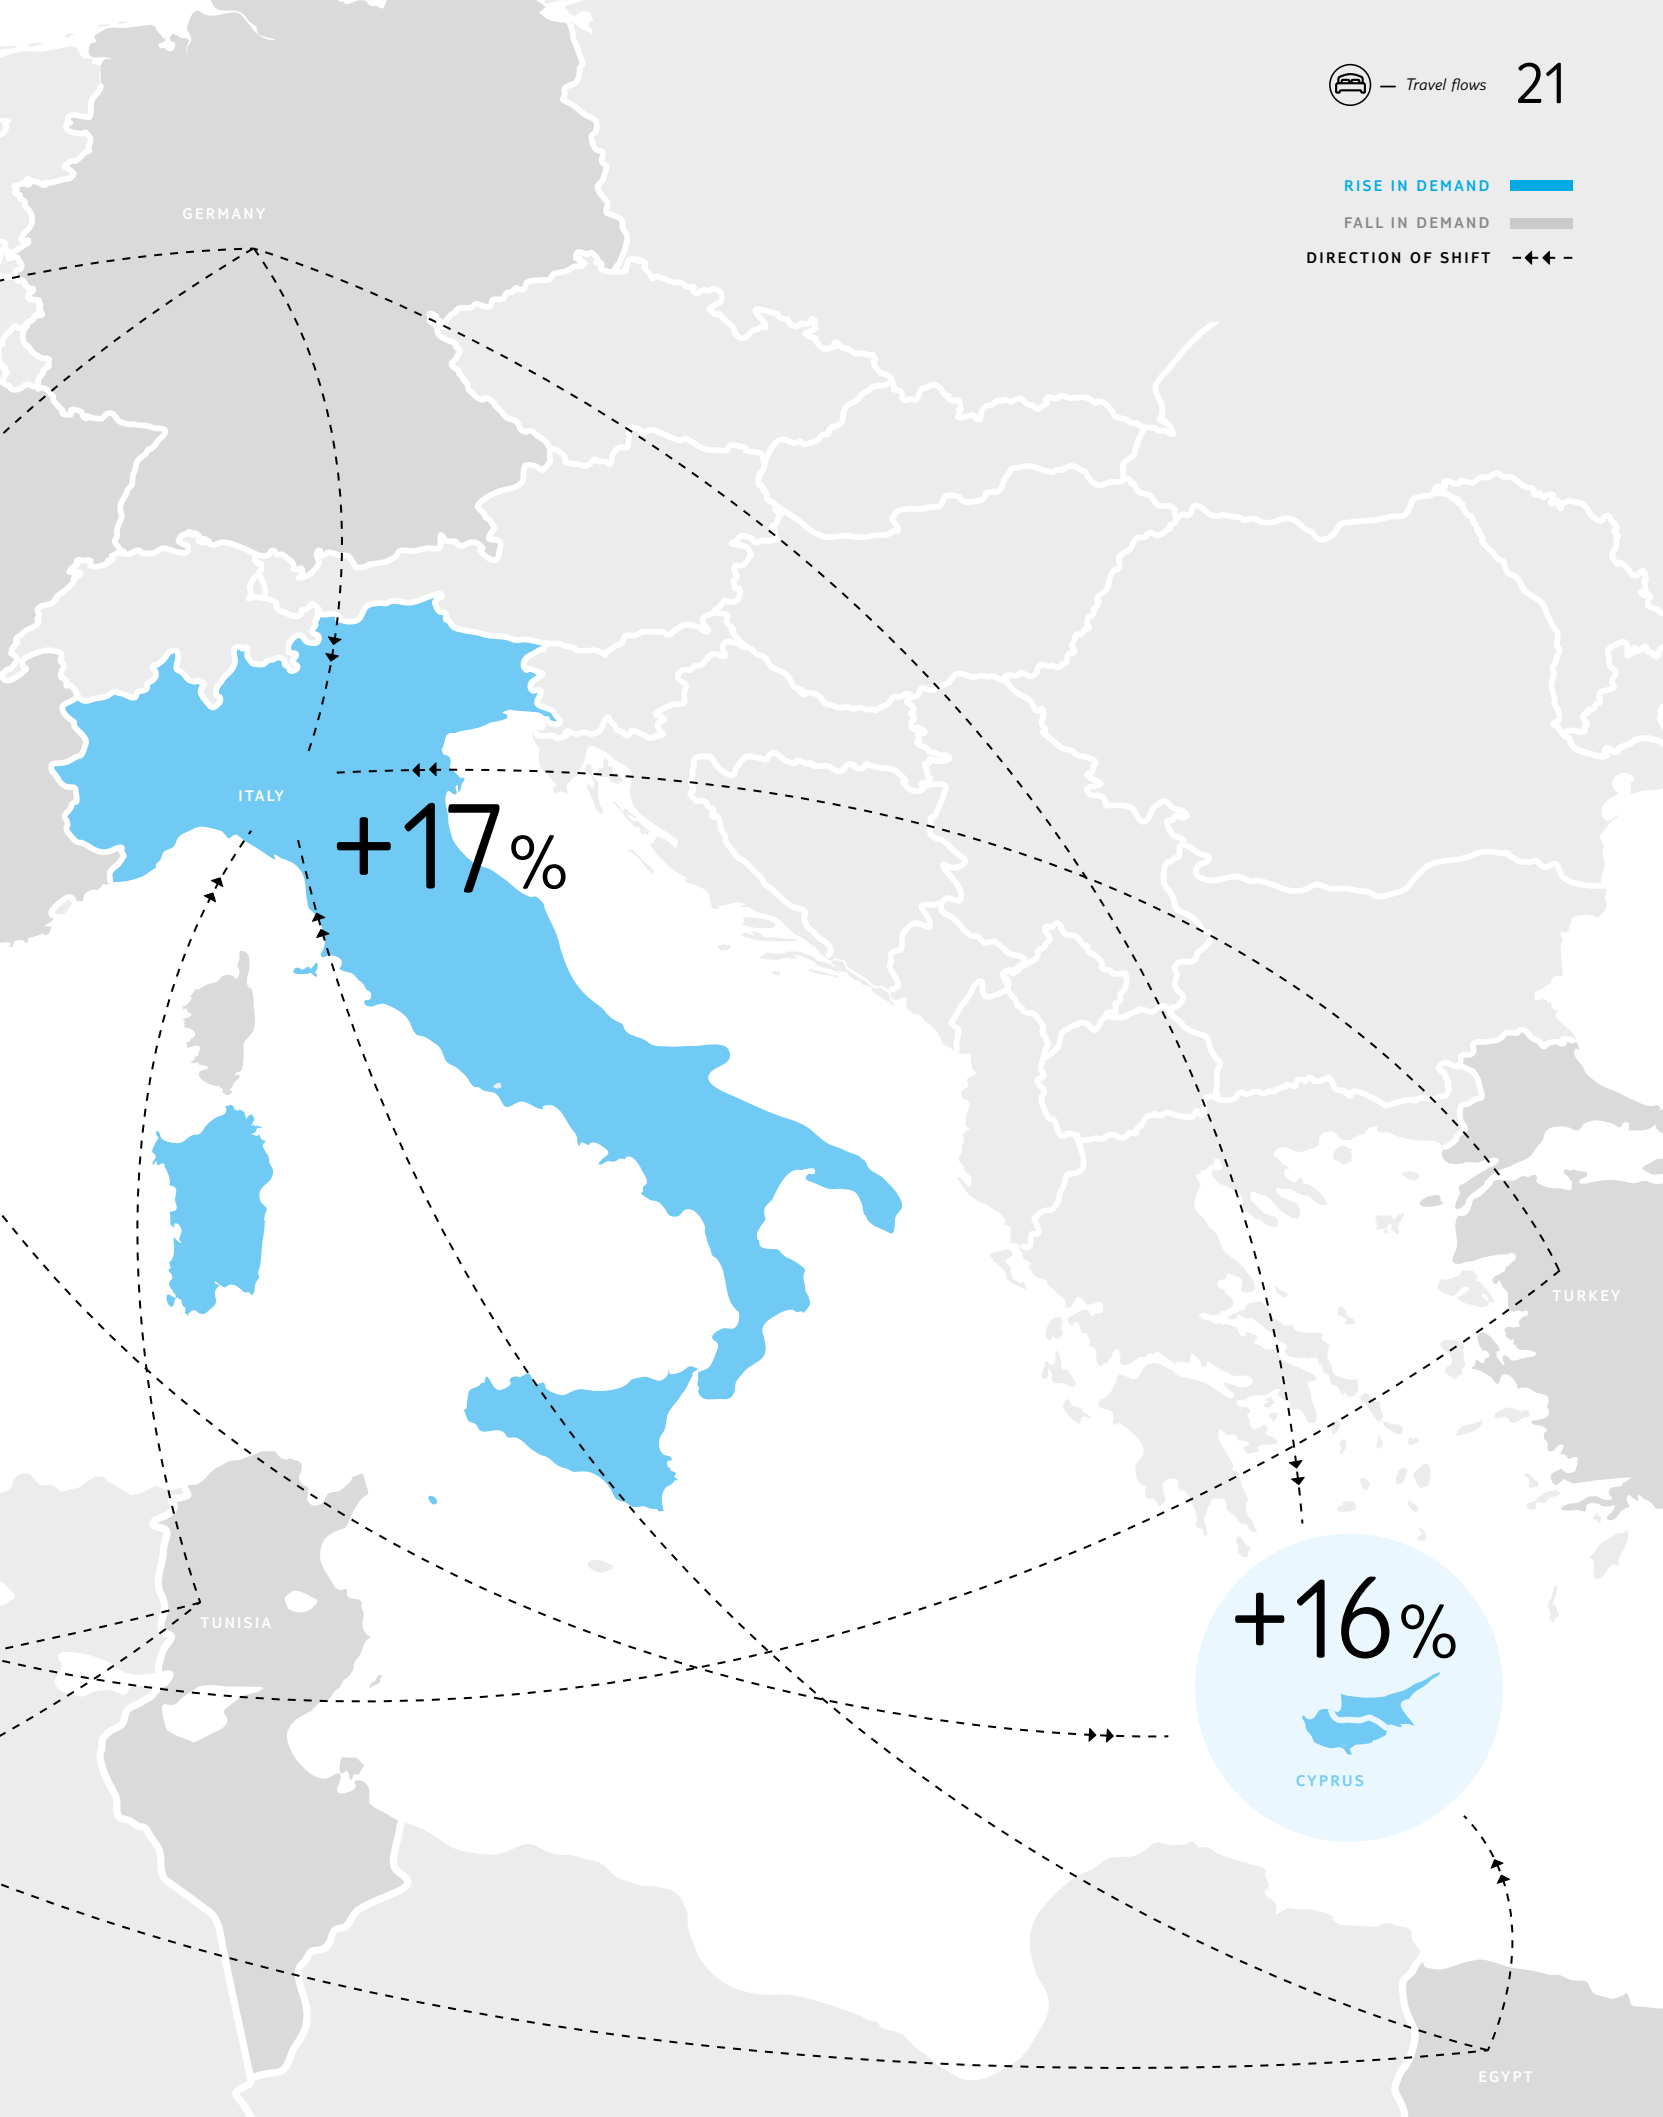 — Travel flows 21
RISE IN DEMAND
FALL IN DEMAND
DIRECTION OF SHIFT
GERMANY
ITALY
+17%
TURKEY
+16%
TUNISIA
CYPRUS
EGYPT